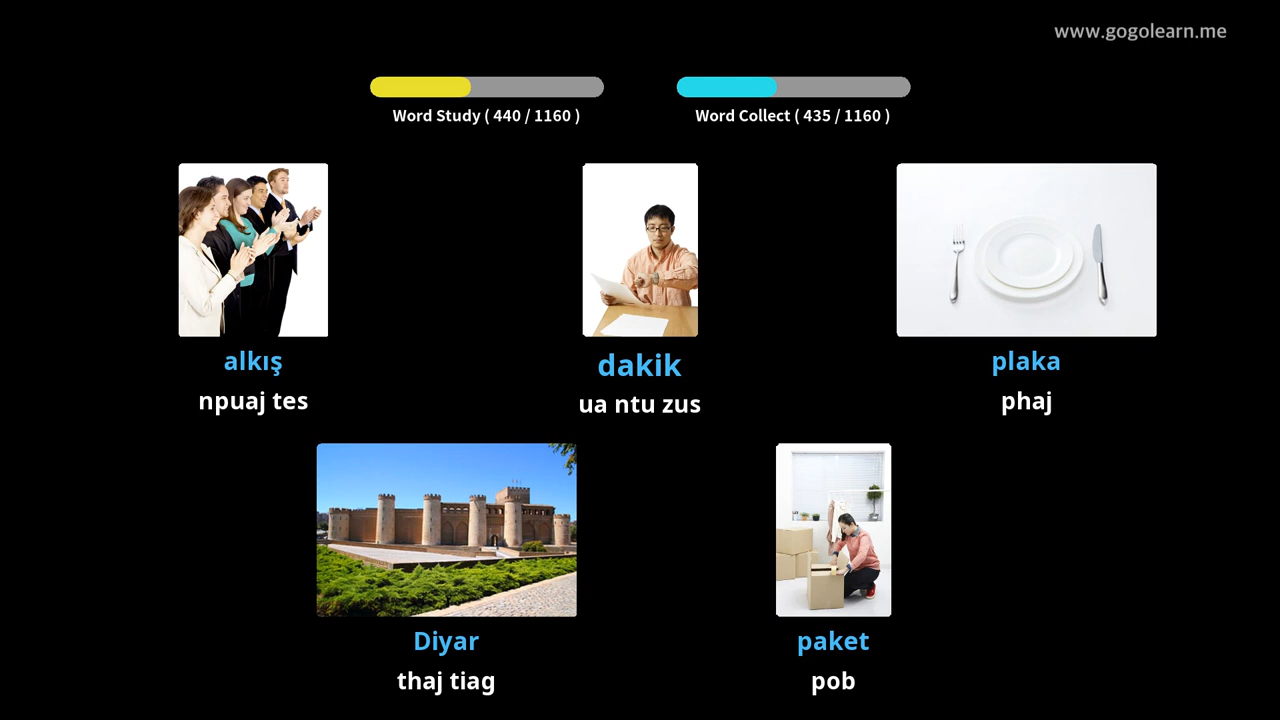 www.gogolearn.me
Word Study ( 440 / 1160 )
Word Collect ( 435 / 1160 )
alkış
npuaj tes
dakik
ua ntu zus
plaka
phaj
Diyar
thaj tiag
paket
pob